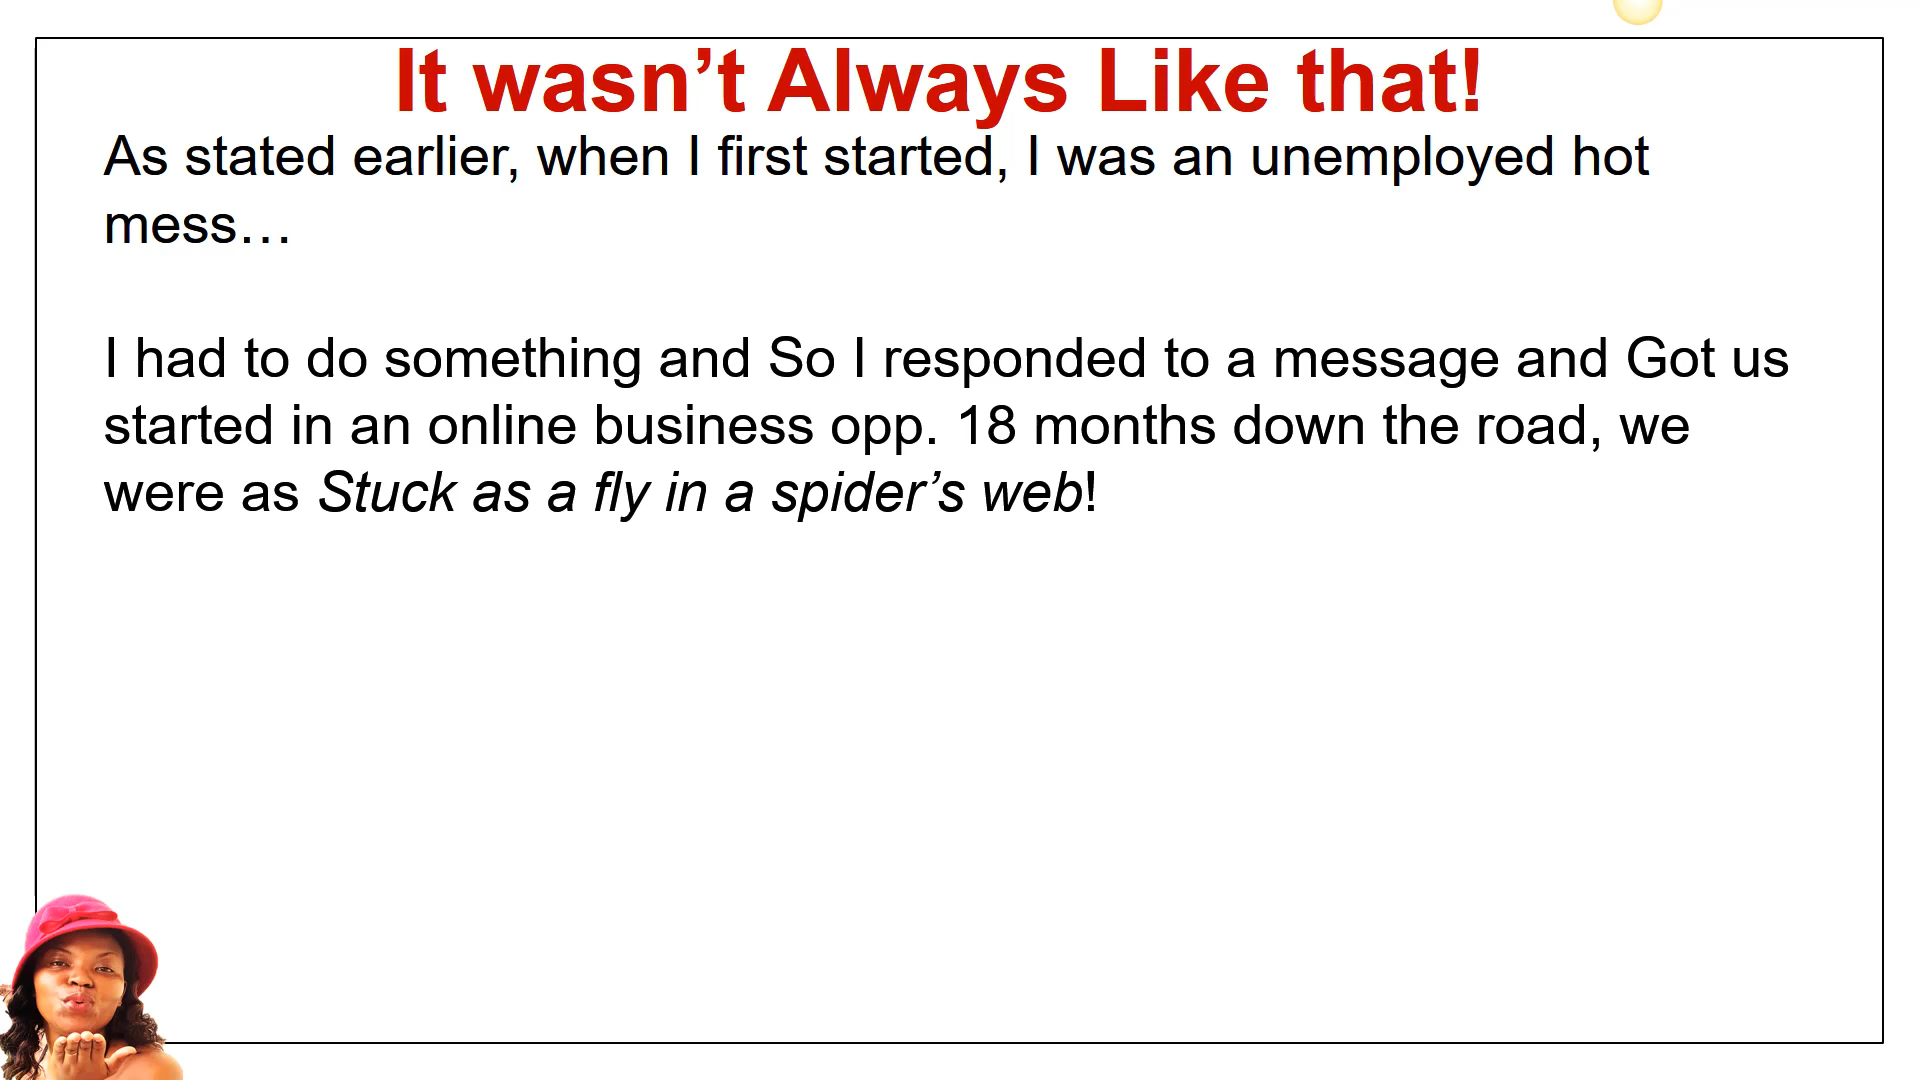 It wasn’t Always Like that!
As stated earlier, when I first started, I was an unemployed hot
mess…
I had to do something and So I responded to a message and Got us
started in an online business opp. 18 months down the road, we
were as Stuck as a fly in a spider’s web!